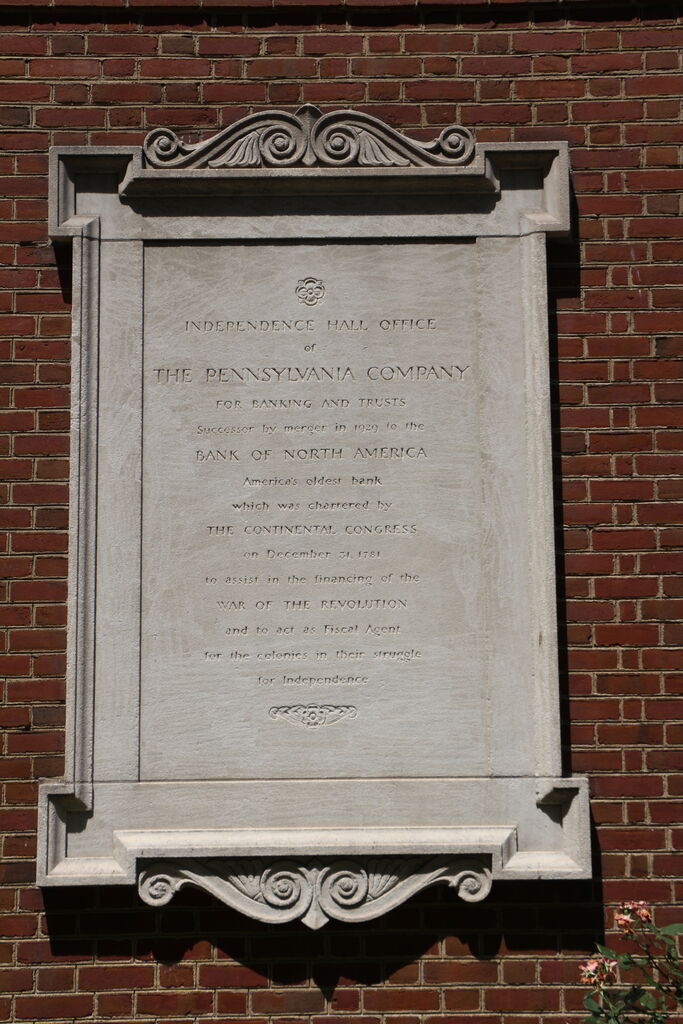 INDEPENDENCE HALL OFFICE
of
THE PENNSYLVANIA COMPANY
FOR BANKING AND TRUSTS
Successor by merger in 1929 to the
BANK OF NORTH AMERICA
America's oldest bank
which was chartered by
THE CONTINENTAL CONGRESS
on December 31, 1781
to assist in the financing of the
WAR OF THE REVOLUTION
and to act as Fiscal Agent
for the colonies in their struggle
for Independence